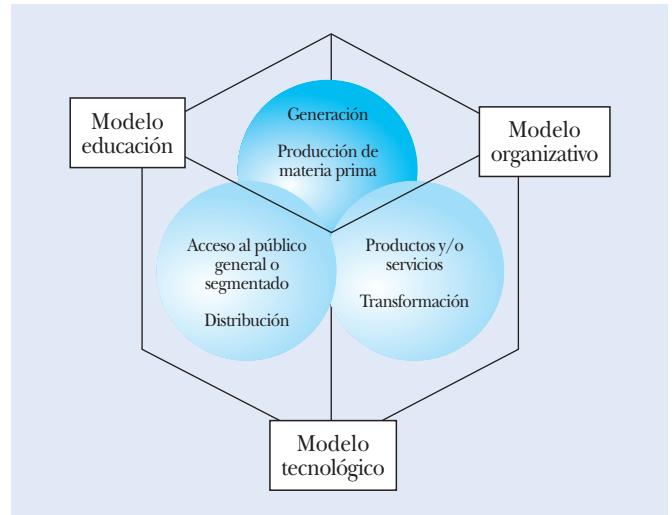 Generación
Producción de
materia prima
Modelo
educación
Modelo
organizativo
Acceso al público
general o
segmentado
Distribución
Productos y/o
servicios
Transformación
Modelo
tecnológico